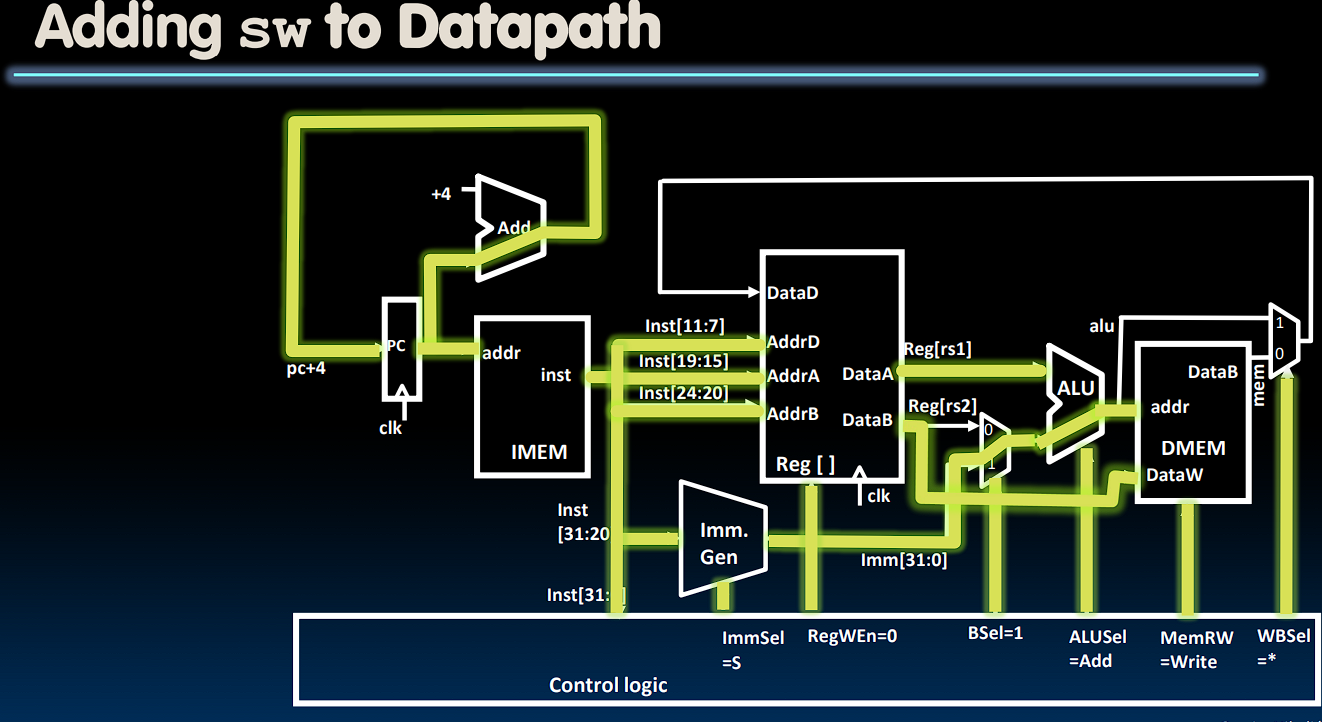 Adding sw to Datapath
+4
Add
DataD
Inst[11:7]
alu
1
0
pc+4
PC
addr
inst
IMEM
clk
AddrD
Inst[19:15]
AddrA
Inst[24:20]
AddrB
DataA
DataB
Reg [ ]
clk
Reg[rs1]
Reg[rs2]
0
1
ALU
DataB
addr
DMEM
DataW
mem
Inst
[31:20
Imm.
Gen
Imm[31:0]
Inst[31:
ImmSel
=S
RegWEn=0
BSel=1
ALUSel
=Add
MemRW
=Write
WBSel
=*
Control logic